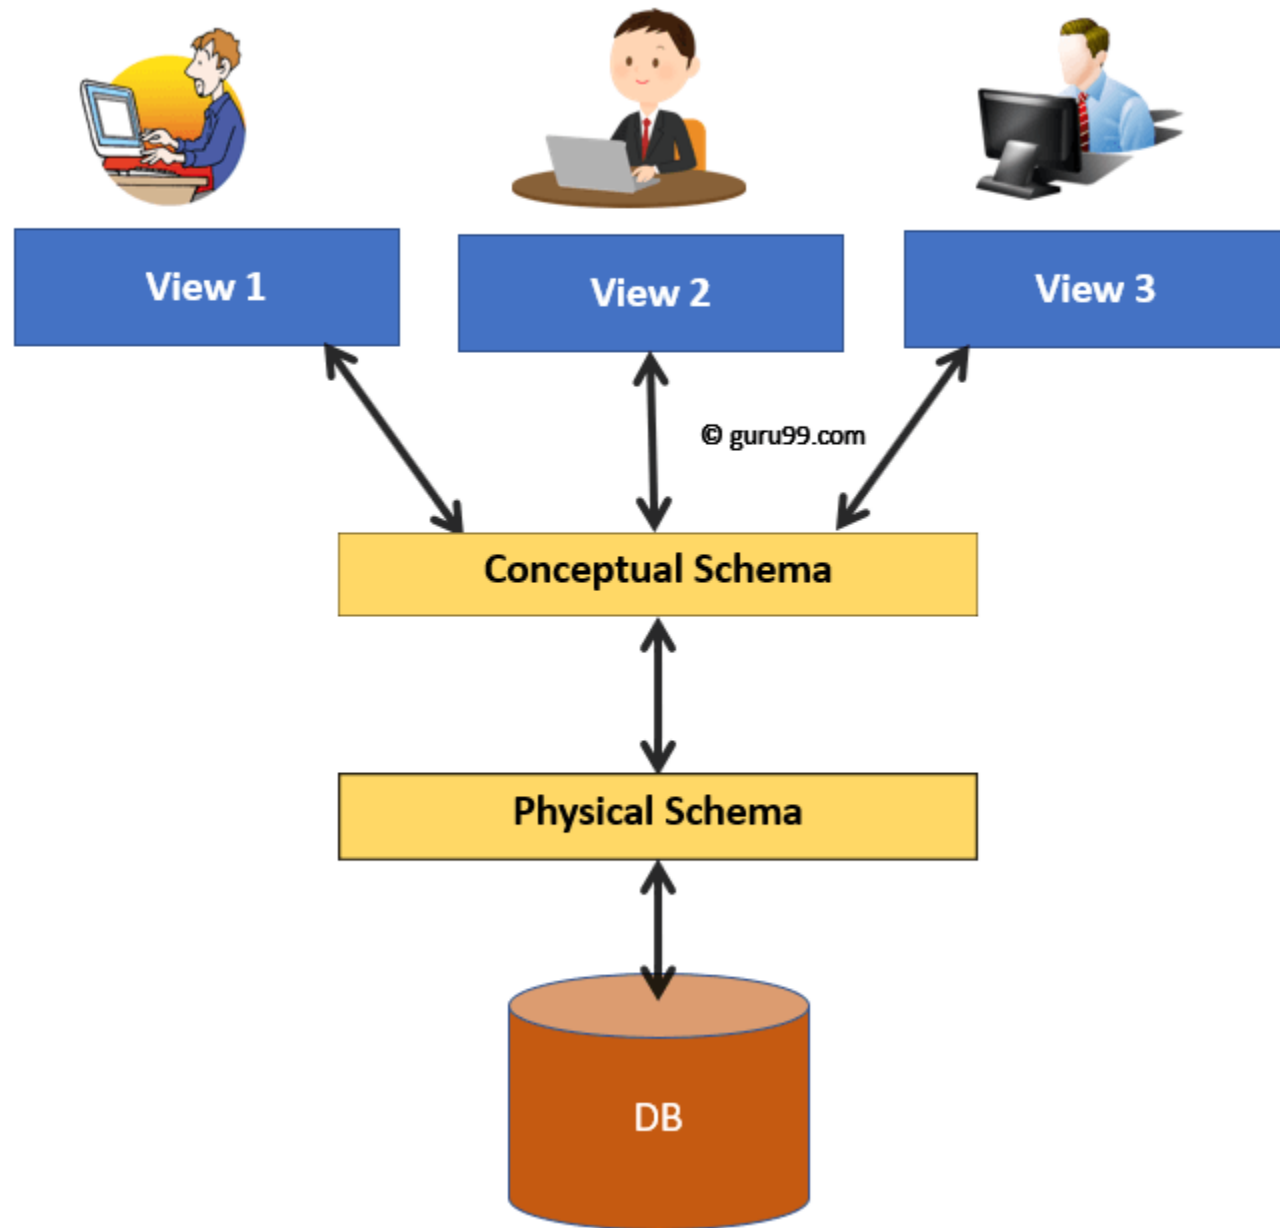 View 1
View 2
View 3
© guru99.com
Conceptual Schema
Physical Schema
DB